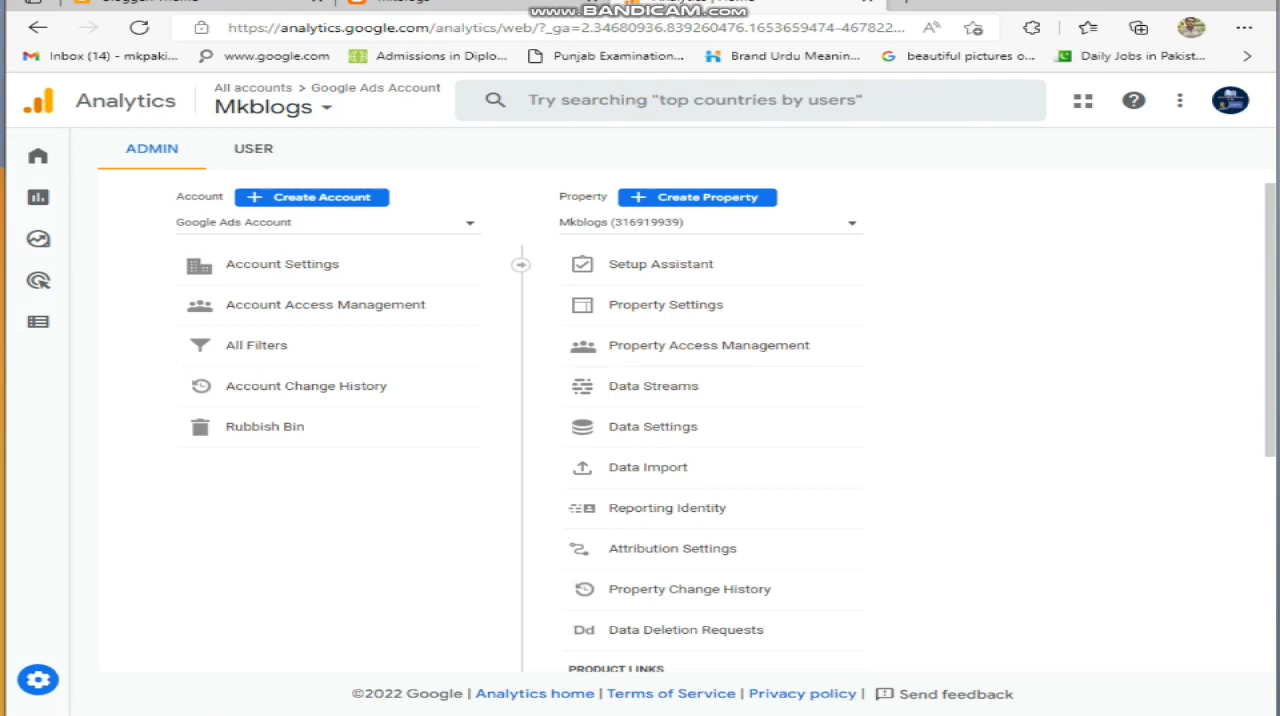 www.BANDICAM.com
https://analytics.google.com/analytics/web/?_ga=2.34680936.839260476.1653659474-467822...
Inbox (14) - mkpaki...
www.google.com
Admissions in Diplo...
Punjab Examination...
Brand Urdu Meanin...
beautiful pictures o...
Daily Jobs in Pakist...
Analytics
All accounts > Google Ads Account
Mkblogs
Try searching "top countries by users"
ADMIN
USER
Account
+ Create Account
Google Ads Account
Account Settings
Account Access Management
All Filters
Account Change History
Rubbish Bin
Property
+ Create Property
Mkblogs (316919939)
Setup Assistant
Property Settings
Property Access Management
Data Streams
Data Settings
Data Import
Reporting Identity
Attribution Settings
Property Change History
Dd Data Deletion Requests
PRODUCT LINKS
©2022 Google | Analytics home | Terms of Service | Privacy policy | Send feedback